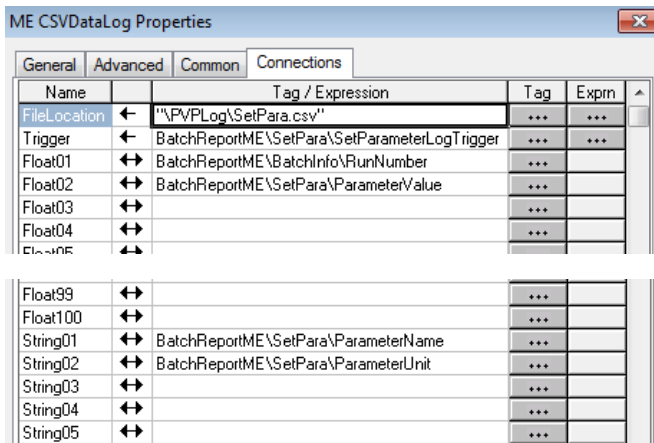 ME CSVDataLog Properties
General Advanced Common Connections
Name Tag / Expression Tag Exprn
FileLocation "\PVPLog\SetPara.csv" ... ...
Trigger BatchReportME\SetPara\SetParameterLogTrigger ... ...
Float01 BatchReportME\BatchInfo\RunNumber ...
Float02 BatchReportME\SetPara\ParameterValue ...
Float03 ...
Float04 ...
Float05
Float99 ...
Float100 ...
String01 BatchReportME\SetPara\ParameterName ...
String02 BatchReportME\SetPara\ParameterUnit ...
String03 ...
String04 ...
String05 ...